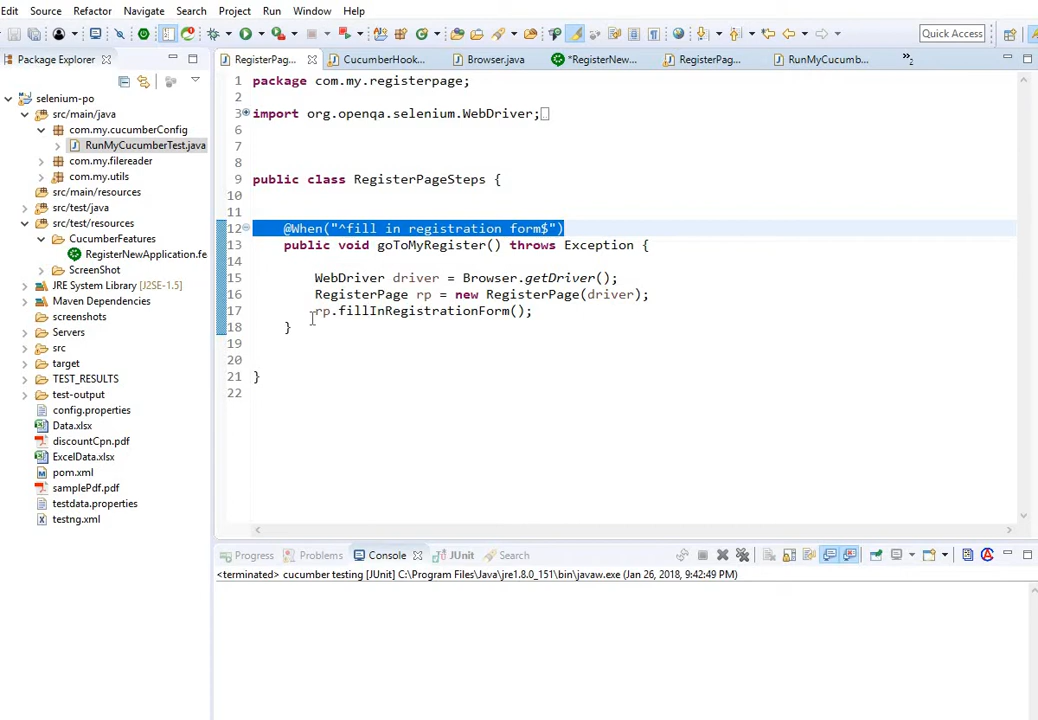 Edit Source Refactor Navigate Search Project Run Window Help
Quick Access
Package Explorer
RegisterPag...
CucumberHook...
Browser.java
*RegisterNew...
RegisterPag...
RunMyCucumb...
»2
selenium-po
src/main/java
com.my.cucumberConfig
RunMyCucumberTest.java
com.my.filereader
com.my.utils
src/main/resources
src/test/java
src/test/resources
CucumberFeatures
RegisterNewApplication.fe
ScreenShot
JRE System Library [J2SE-1.5]
Maven Dependencies
screenshots
Servers
src
target
TEST_RESULTS
test-output
config.properties
Data.xlsx
discountCpn.pdf
ExcelData.xlsx
pom.xml
samplePdf.pdf
testdata.properties
testng.xml
1 package com.my.registerpage;
2
3 import org.openqa.selenium.WebDriver;
6
7
8
9 public class RegisterPageSteps {
10
11
12 @When("^fill in registration form$")
13 public void goToMyRegister() throws Exception {
14
15 WebDriver driver = Browser.getDriver();
16 RegisterPage rp = new RegisterPage(driver);
17 rp.fillInRegistrationForm();
18 }
19
20
21 }
22
Progress Problems Console JUnit Search
<terminated> cucumber testing [JUnit] C:\Program Files\Java\jre1.8.0_151\bin\javaw.exe (Jan 26, 2018, 9:42:49 PM)